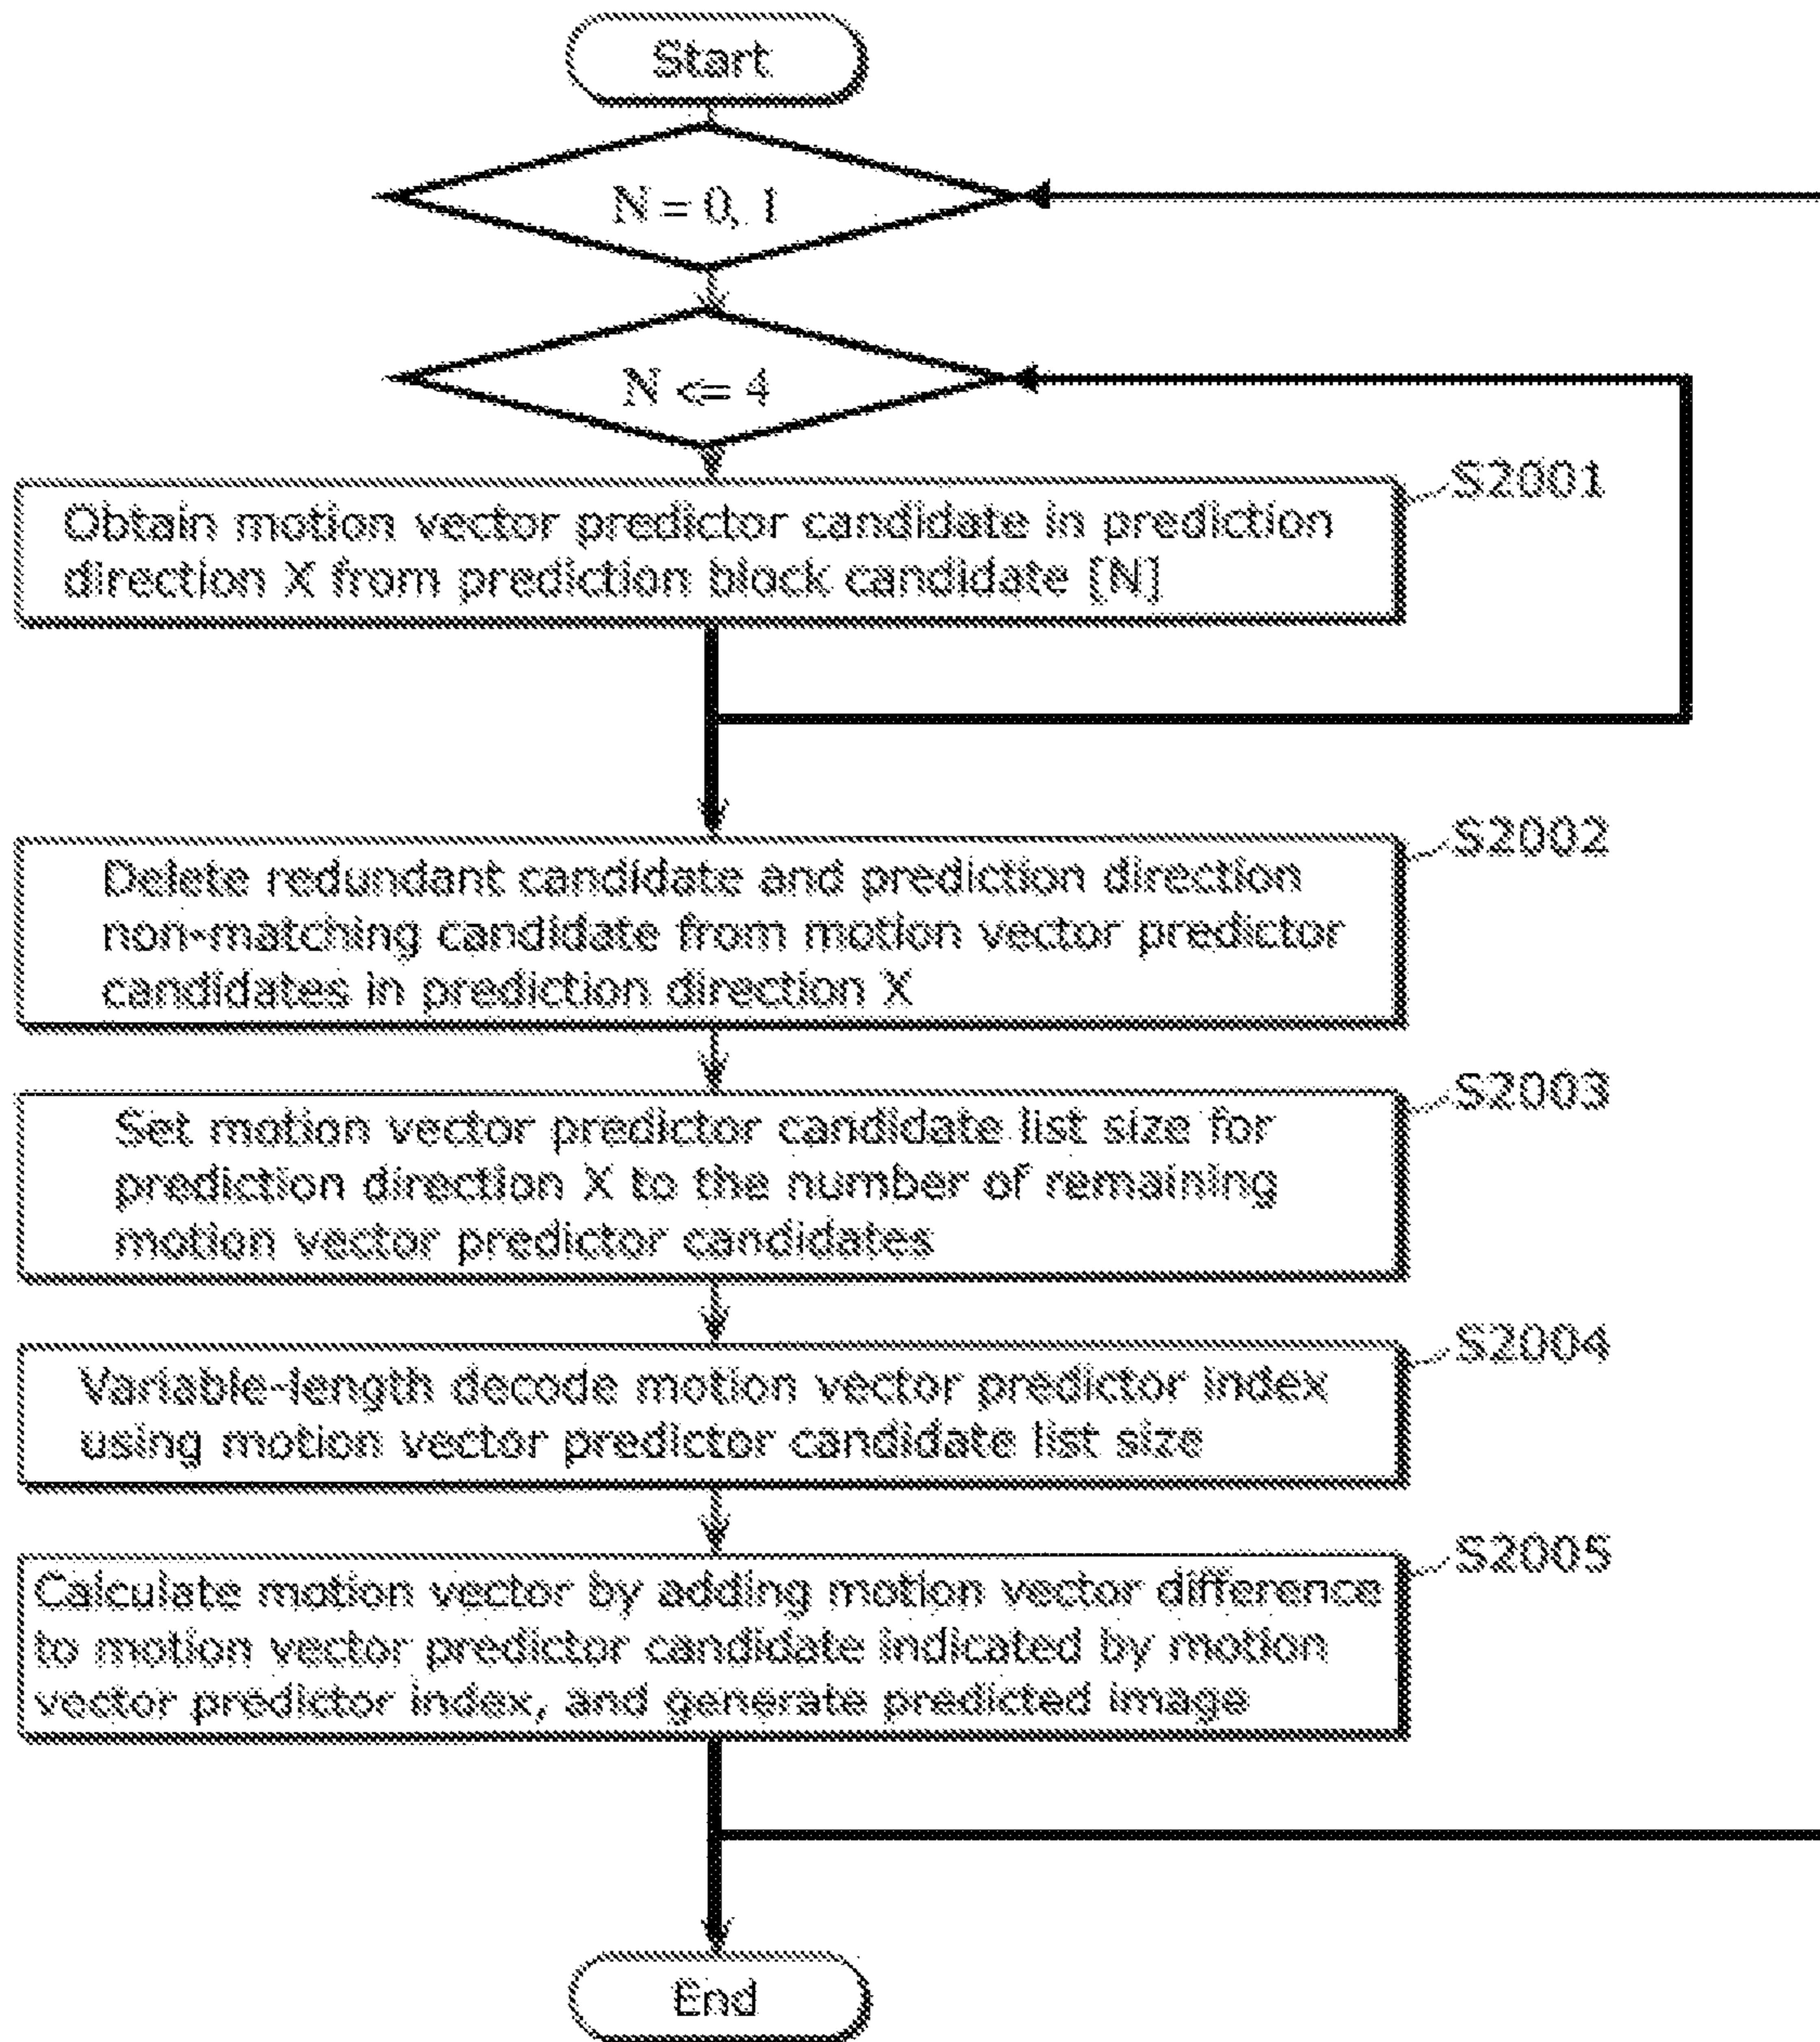 Start
N = 0, 1
N <= 4
S2001
Obtain motion vector predictor candidate in prediction
direction X from prediction block candidate [N]
S2002
Delete redundant candidate and prediction direction
non-matching candidate from motion vector predictor
candidates in prediction direction X
S2003
Set motion vector predictor candidate list size for
prediction direction X to the number of remaining
motion vector predictor candidates
S2004
Variable-length decode motion vector predictor index
using motion vector predictor candidate list size
S2005
Calculate motion vector by adding motion vector difference
to motion vector predictor candidate indicated by motion
vector predictor index, and generate predicted image
End